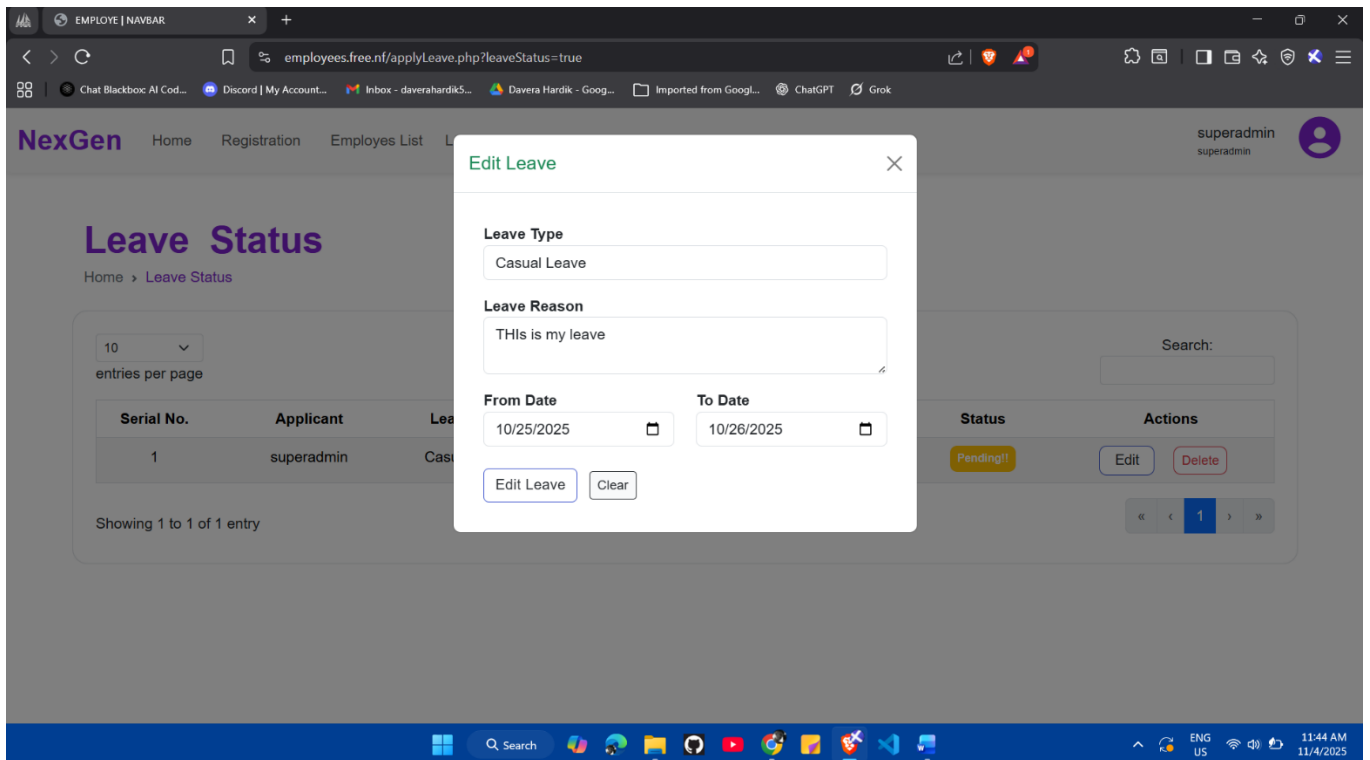 EMPLOYE | NAVBAR
employees.free.nf/applyLeave.php?leaveStatus=true
Chat Blackbox: AI Cod... Discord | My Account... Inbox - daverahardik5... Davera Hardik - Goog... Imported from Googl... ChatGPT Grok
NexGen Home Registration Employes List L
superadmin
superadmin
Edit Leave
Leave Type
Casual Leave
Leave Reason
THIs is my leave
From Date To Date
10/25/2025 10/26/2025
Edit Leave Clear
Leave Status
Home › Leave Status
10
entries per page
Search:
Serial No. Applicant Lea Status Actions
1 superadmin Casu Pending!! Edit Delete
Showing 1 to 1 of 1 entry
« ‹ 1 › »
Search
ENG
US
11:44 AM
11/4/2025